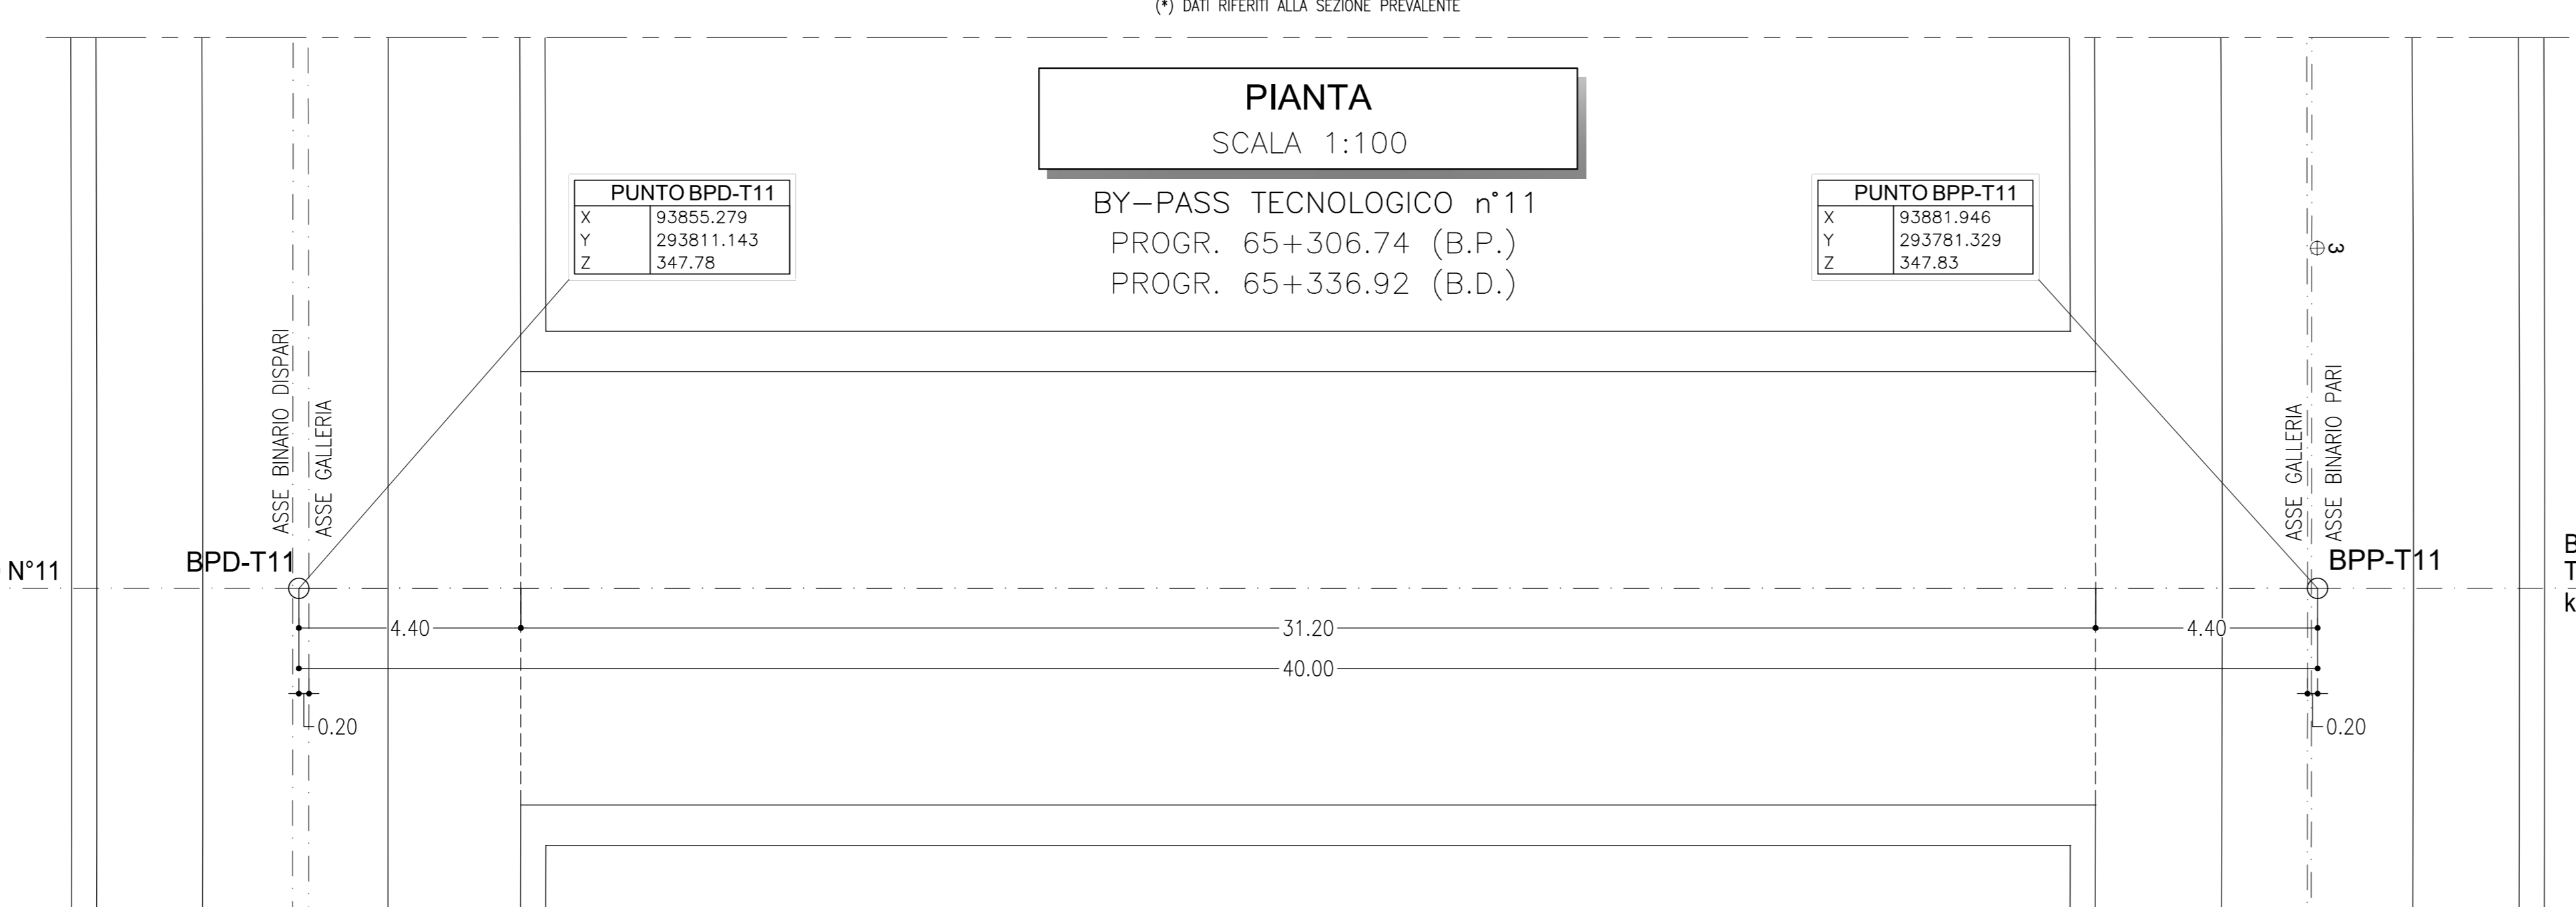 (*) DATI RIFERITI ALLA SEZIONE PREVALENTE
PIANTA
SCALA 1:100
BY-PASS TECNOLOGICO n°11
PROGR. 65+306.74 (B.P.)
PROGR. 65+336.92 (B.D.)
PUNTO BPD-T11
X 93855.279
Y 293811.143
Z 347.78
PUNTO BPP-T11
X 93881.946
Y 293781.329
Z 347.83
3
ASSE BINARIO DISPARI
ASSE GALLERIA
ASSE GALLERIA
ASSE BINARIO PARI
N°11
BPD-T11
BPP-T11
B
T
k
4.40
31.20
4.40
40.00
0.20
0.20